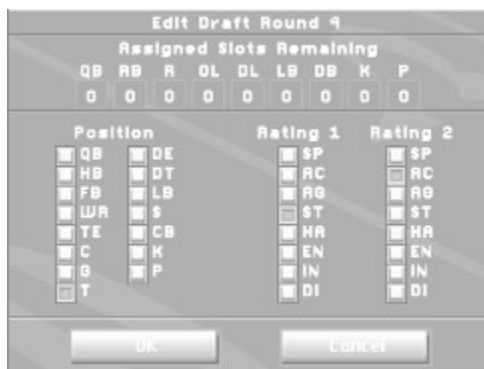 Edit Draft Round 9
Assigned Slots Remaining
QB RB R OL DL LB DB K P
0 0 0 0 0 0 0 0 0
Position
QB DE
HB DT
FB LB
WR S
TE CB
C K
G P
T
Rating 1 Rating 2
SP SP
AC AC
AG AG
ST ST
HA HA
EN EN
IN IN
DI DI
OK Cancel